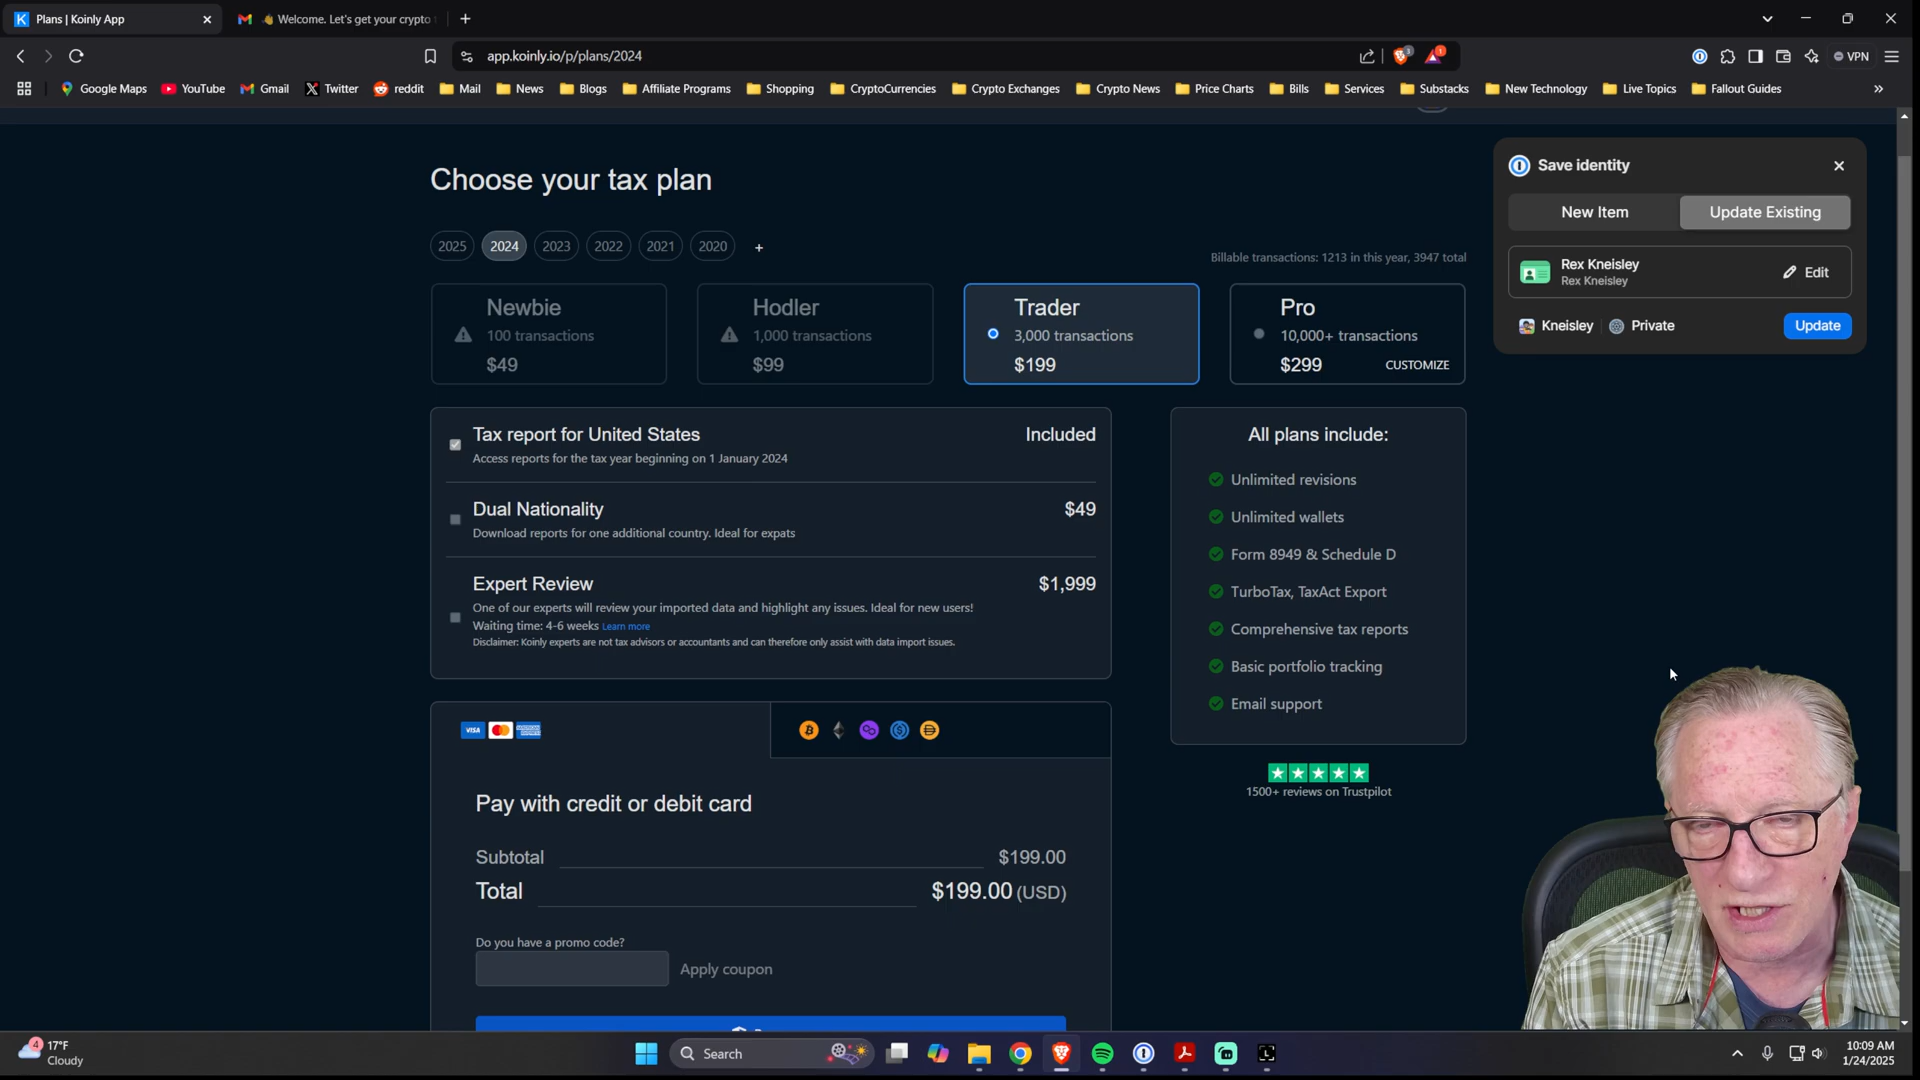 Plans | Koinly App
Welcome. Let's get your crypto
app.koinly.io/p/plans/2024
VPN
Google Maps
YouTube
Gmail
Twitter
reddit
Mail
News
Blogs
Affiliate Programs
Shopping
CryptoCurrencies
Crypto Exchanges
Crypto News
Price Charts
Bills
Services
Substacks
New Technology
Live Topics
Fallout Guides
Choose your tax plan
2025 2024 2023 2022 2021 2020 +
Billable transactions: 1213 in this year, 3947 total
Newbie
100 transactions
$49
Hodler
1,000 transactions
$99
Trader
3,000 transactions
$199
Pro
10,000+ transactions
$299 CUSTOMIZE
Save identity
New Item Update Existing
Rex Kneisley
Rex Kneisley
Edit
Kneisley Private Update
Tax report for United States Included
Access reports for the tax year beginning on 1 January 2024
Dual Nationality $49
Download reports for one additional country. Ideal for expats
Expert Review $1,999
One of our experts will review your imported data and highlight any issues. Ideal for new users!
Waiting time: 4-6 weeks Learn more
Disclaimer: Koinly experts are not tax advisors or accountants and can therefore only assist with data import issues.
All plans include:
Unlimited revisions
Unlimited wallets
Form 8949 & Schedule D
TurboTax, TaxAct Export
Comprehensive tax reports
Basic portfolio tracking
Email support
1500+ reviews on Trustpilot
VISA
Pay with credit or debit card
Subtotal $199.00
Total $199.00 (USD)
Do you have a promo code?
Apply coupon
4
17°F
Cloudy
Search
10:09 AM
1/24/2025